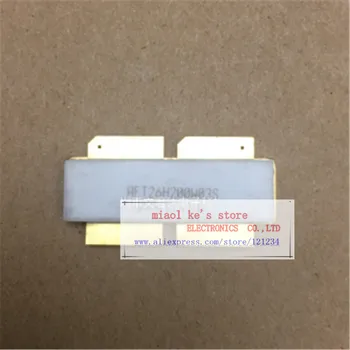 AFT26H200W03S
miaol ke's store
ELECTRONICS CO.,LTD
www.aliexpress.com/store/121234